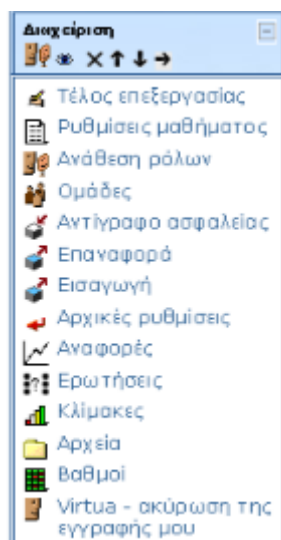 Διαχείριση
Τέλος επεξεργασίας
Ρυθμίσεις μαθήματος
Ανάθεση ρόλων
Ομάδες
Αντίγραφο ασφαλείας
Επαναφορά
Εισαγωγή
Αρχικές ρυθμίσεις
Αναφορές
Ερωτήσεις
Κλίμακες
Αρχεία
Βαθμοί
Virtua - ακύρωση της
εγγραφής μου